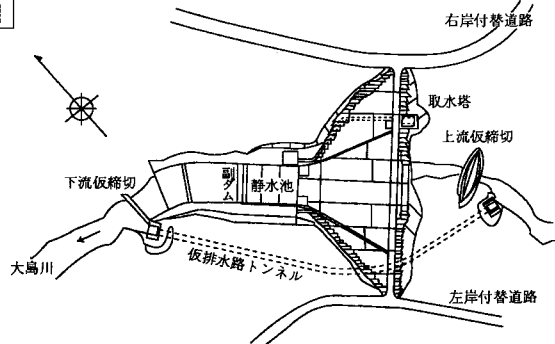 右岸付替道路
取水塔
上流仮締切
下流仮締切
副ダム
静水池
大島川
仮排水路トンネル
左岸付替道路